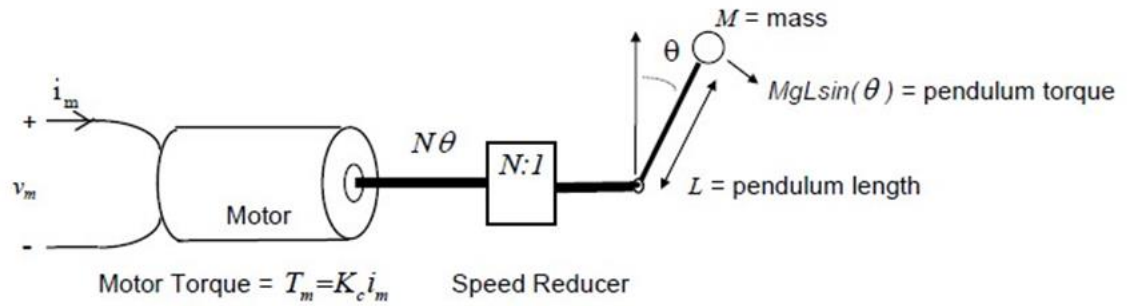 M = mass
θ
i_m
MgLsin(θ) = pendulum torque
+
Nθ
N:1
v_m
L = pendulum length
Motor
-
Motor Torque = T_m=K_c i_m
Speed Reducer